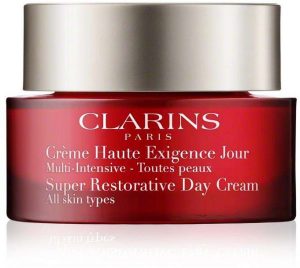 CLARINS
PARIS
Crème Haute Exigence Jour
Multi-Intensive - Toutes peaux
Super Restorative Day Cream
All skin types